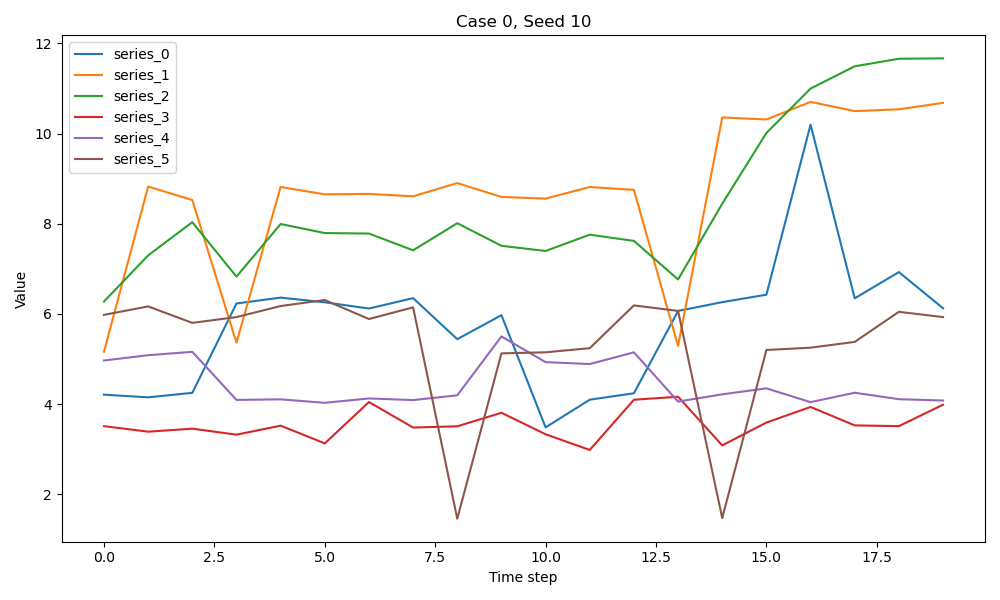 Case 0, Seed 10
series_0
series_1
series_2
series_3
series_4
series_5
12
10
8
6
4
2
Value
0.0 2.5 5.0 7.5 10.0 12.5 15.0 17.5
Time step